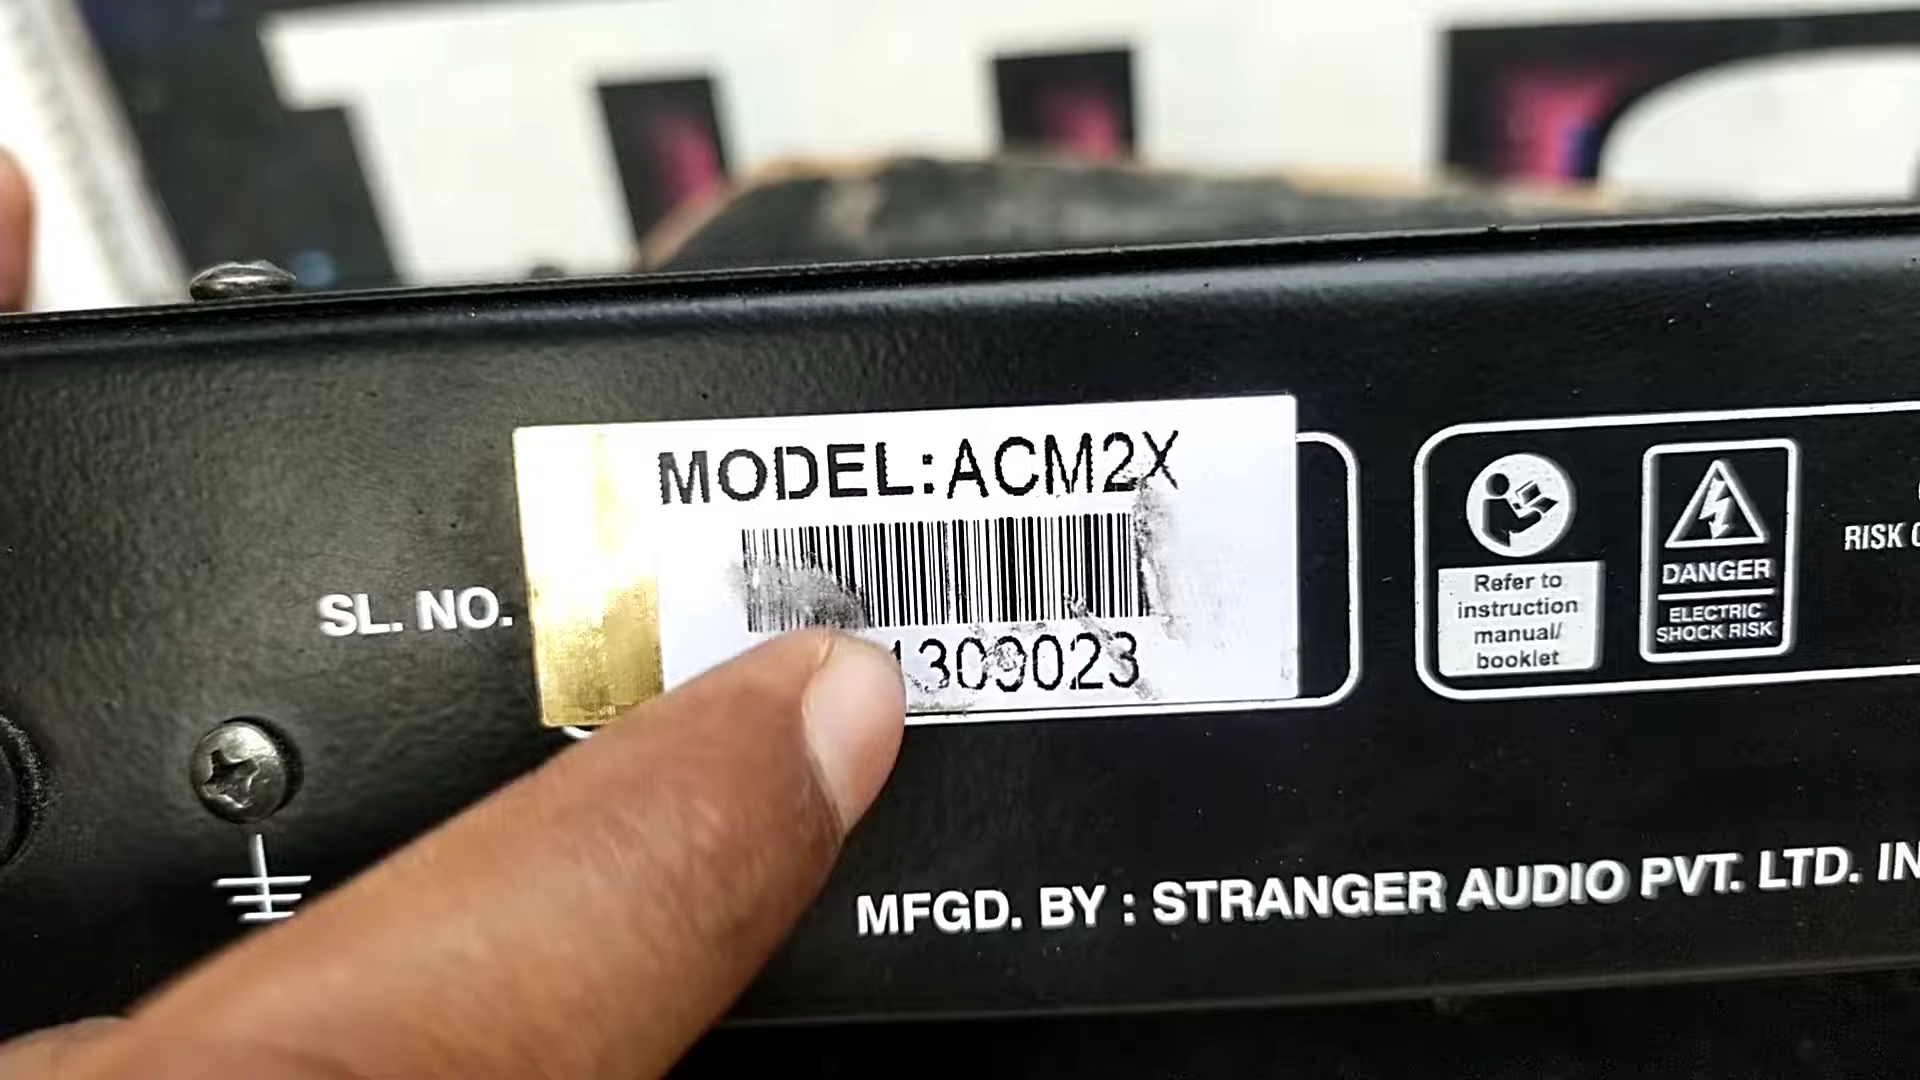 MODEL:ACM2X
SL. NO.
1309023
Refer to
instruction
manual/
booklet
DANGER
ELECTRIC
SHOCK RISK
RISK
MFGD. BY : STRANGER AUDIO PVT. LTD.